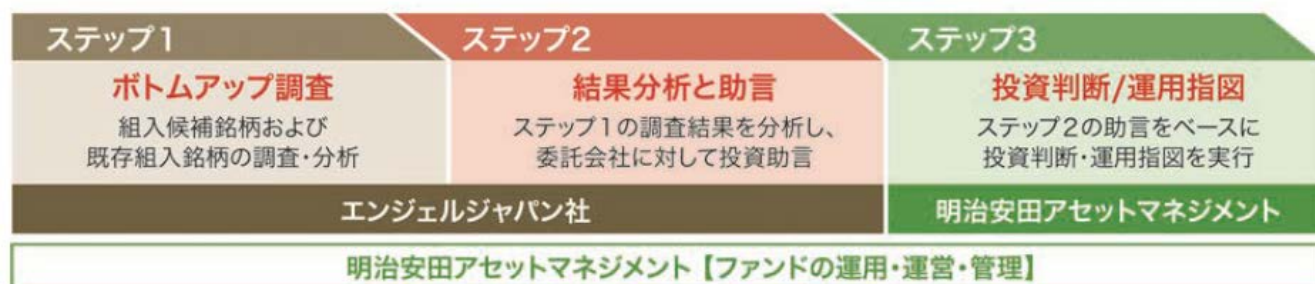 ステップ1
ステップ2
ステップ3
ボトムアップ調査
組入候補銘柄および
既存組入銘柄の調査・分析
結果分析と助言
ステップ1の調査結果を分析し、
委託会社に対して投資助言
投資判断/運用指図
ステップ2の助言をベースに
投資判断・運用指図を実行
エンジェルジャパン社
明治安田アセットマネジメント
明治安田アセットマネジメント【ファンドの運用・運営・管理】